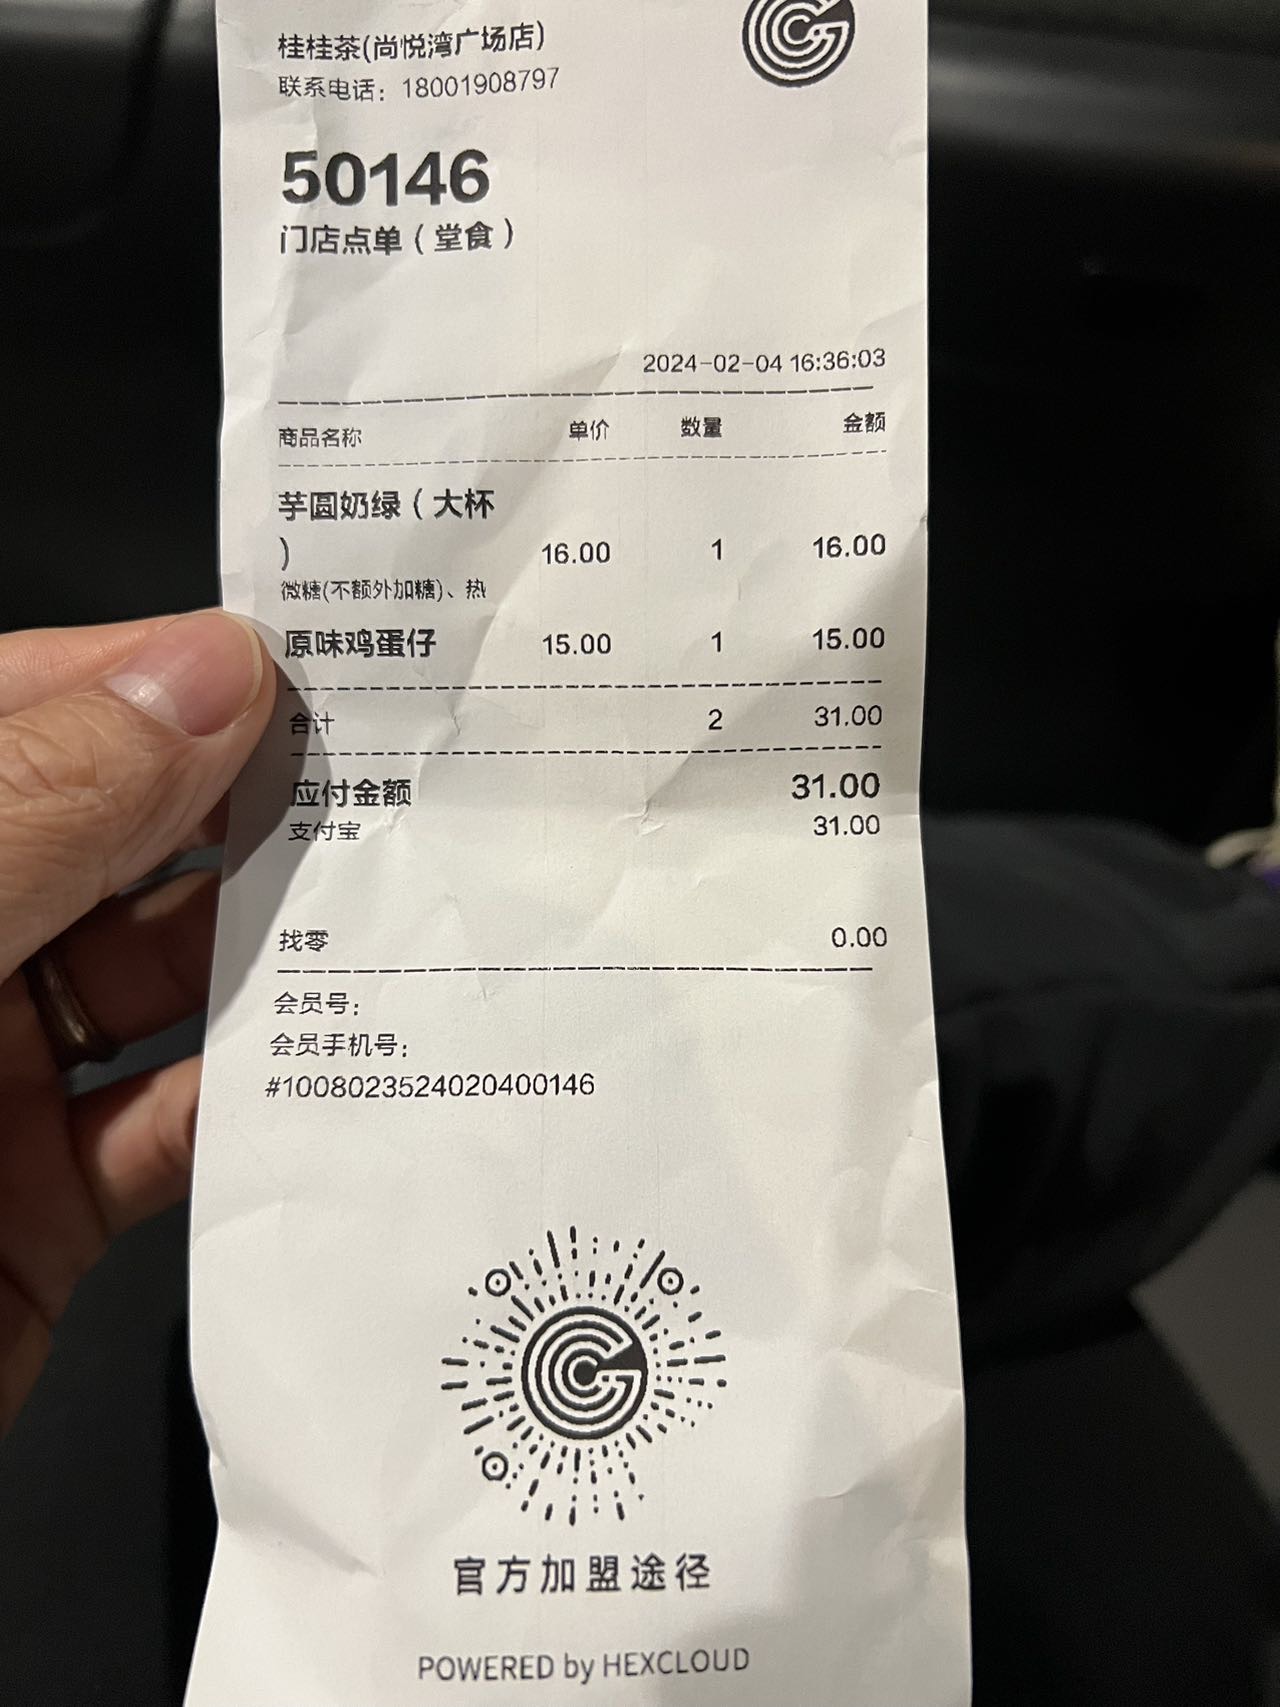 桂桂茶(尚悦湾广场店)
联系电话：18001908797
50146
门店点单（堂食）
2024-02-04 16:36:03
商品名称 单价 数量 金额
芋圆奶绿（大杯
） 16.00 1 16.00
微糖(不额外加糖)、热
原味鸡蛋仔 15.00 1 15.00
合计 2 31.00
应付金额 31.00
支付宝 31.00
找零 0.00
会员号：
会员手机号：
#1008023524020400146
官方加盟途径
POWERED by HEXCLOUD